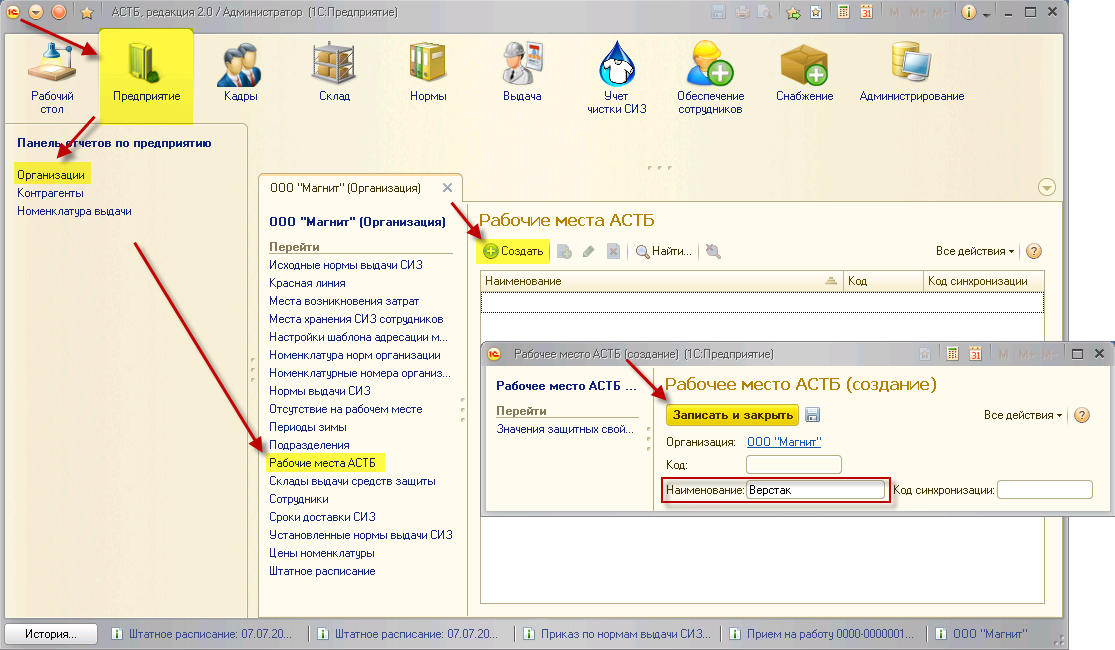 АСТБ, редакция 2.0 / Администратор (1С:Предприятие)
M M+ M-
Рабочий стол
Предприятие
Кадры
Склад
Нормы
Выдача
Учет чистки СИЗ
Обеспечение сотрудников
Снабжение
Администрирование
Панель отчетов по предприятию
Организации
Контрагенты
Номенклатура выдачи
ООО "Магнит" (Организация)
ООО "Магнит" (Организация)
Перейти
Исходные нормы выдачи СИЗ
Красная линия
Места возникновения затрат
Места хранения СИЗ сотрудников
Настройки шаблона адресации м...
Номенклатура норм организации
Номенклатурные номера организ...
Нормы выдачи СИЗ
Отсутствие на рабочем месте
Периоды зимы
Подразделения
Рабочие места АСТБ
Склады выдачи средств защиты
Сотрудники
Сроки доставки СИЗ
Установленные нормы выдачи СИЗ
Цены номенклатуры
Штатное расписание
Рабочие места АСТБ
Создать
Найти...
Все действия
Наименование
Код
Код синхронизации
Рабочее место АСТБ (создание) (1С:Предприятие)
M M+ M-
Рабочее место АСТБ ...
Перейти
Значения защитных свой...
Рабочее место АСТБ (создание)
Записать и закрыть
Все действия
Организация: ООО "Магнит"
Код:
Наименование: Верстак
Код синхронизации:
История...
Штатное расписание: 07.07.20...
Штатное расписание: 07.07.20...
Приказ по нормам выдачи СИЗ...
Прием на работу 0000-0000001...
ООО "Магнит"